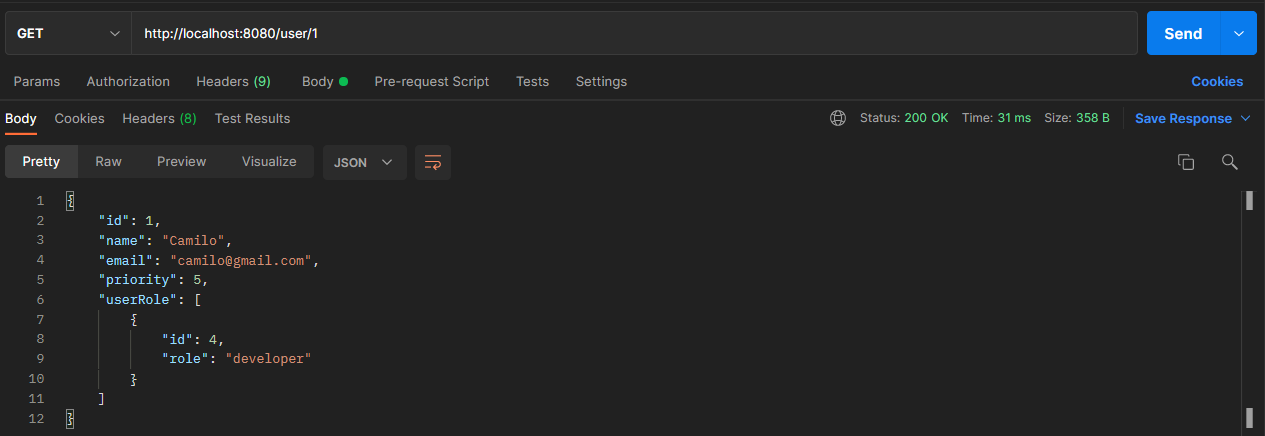 GET http://localhost:8080/user/1 Send
Params Authorization Headers (9) Body Pre-request Script Tests Settings Cookies
Body Cookies Headers (8) Test Results Status: 200 OK Time: 31 ms Size: 358 B Save Response
Pretty Raw Preview Visualize JSON
1 {
2 "id": 1,
3 "name": "Camilo",
4 "email": "camilo@gmail.com",
5 "priority": 5,
6 "userRole": [
7 {
8 "id": 4,
9 "role": "developer"
10 }
11 ]
12 }